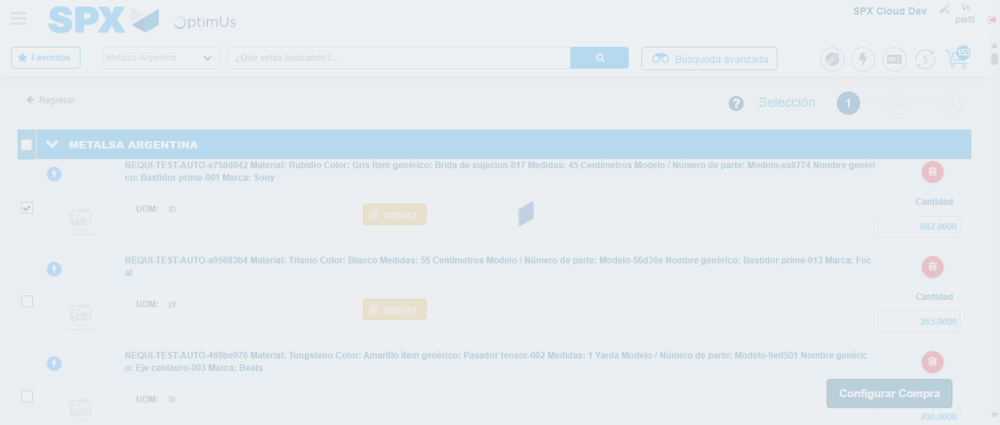 SPX OptimUs
SPX Cloud Dev
Ve
perfil
Favoritos
Metalsa Argentina
¿Qué estás buscando?...
Búsqueda avanzada
153
Regresar
? Selección 1 2 3
METALSA ARGENTINA
REQUI-TEST-AUTO-e758d042 Material: Rubidio Color: Gris Ítem genérico: Brida de sujecion-017 Medidas: 45 Centímetros Modelo / Número de parte: Modelo-ea8774 Nombre genéri
co: Bastidor prime-001 Marca: Sony
Cantidad
UDM: tb
1005783
682.0000
REQUI-TEST-AUTO-a05683b4 Material: Titanio Color: Blanco Medidas: 55 Centímetros Modelo / Número de parte: Modelo-56d36a Nombre genérico: Bastidor prime-013 Marca: Foc
al
Cantidad
UDM: pt
1005781
265.0000
REQUI-TEST-AUTO-469be976 Material: Tungsteno Color: Amarillo Ítem genérico: Pasador tensor-002 Medidas: 1 Yarda Modelo / Número de parte: Modelo-9ed501 Nombre genéric
o: Eje centauro-003 Marca: Beats
Configurar Compra
UDM: tb
200.0000